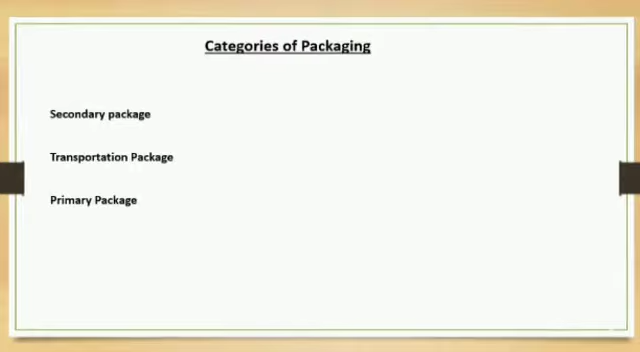 Categories of Packaging
Secondary package
Transportation Package
Primary Package